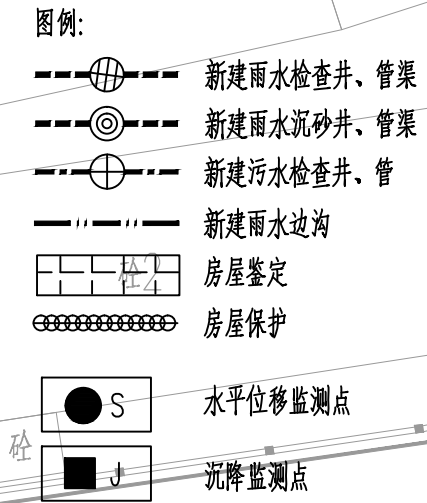 图例:
新建雨水检查井、管渠
新建雨水沉砂井、管渠
新建污水检查井、管
新建雨水边沟
砼2
房屋鉴定
房屋保护
S
水平位移监测点
砼
J
沉降监测点